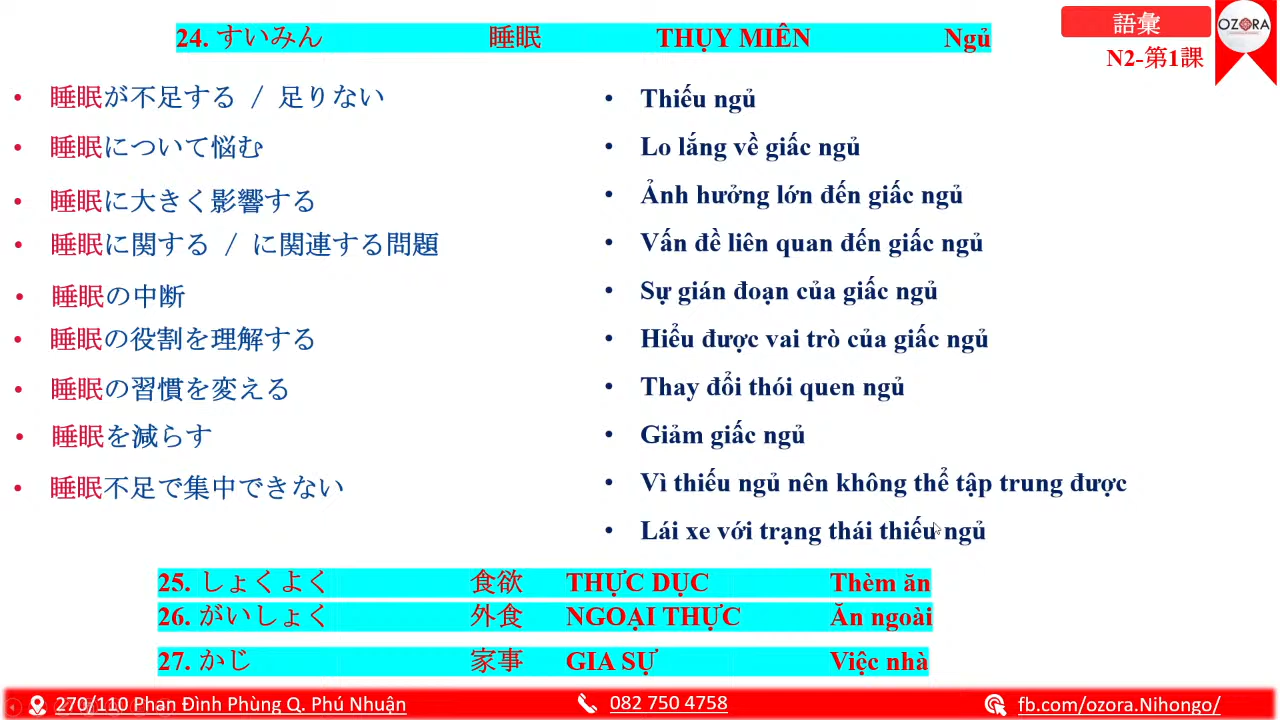 24. すいみん 睡眠 THỤY MIÊN Ngủ
語彙
N2-第1課
OZORA
• 睡眠が不足する / 足りない
• 睡眠について悩む
• 睡眠に大きく影響する
• 睡眠に関する / に関連する問題
• 睡眠の中断
• 睡眠の役割を理解する
• 睡眠の習慣を変える
• 睡眠を減らす
• 睡眠不足で集中できない
• Thiếu ngủ
• Lo lắng về giấc ngủ
• Ảnh hưởng lớn đến giấc ngủ
• Vấn đề liên quan đến giấc ngủ
• Sự gián đoạn của giấc ngủ
• Hiểu được vai trò của giấc ngủ
• Thay đổi thói quen ngủ
• Giảm giấc ngủ
• Vì thiếu ngủ nên không thể tập trung được
• Lái xe với trạng thái thiếu ngủ
25. しょくよく 食欲 THỰC DỤC Thèm ăn
26. がいしょく 外食 NGOẠI THỰC Ăn ngoài
27. かじ 家事 GIA SỰ Việc nhà
270/110 Phan Đình Phùng Q. Phú Nhuận 082 750 4758 fb.com/ozora.Nihongo/